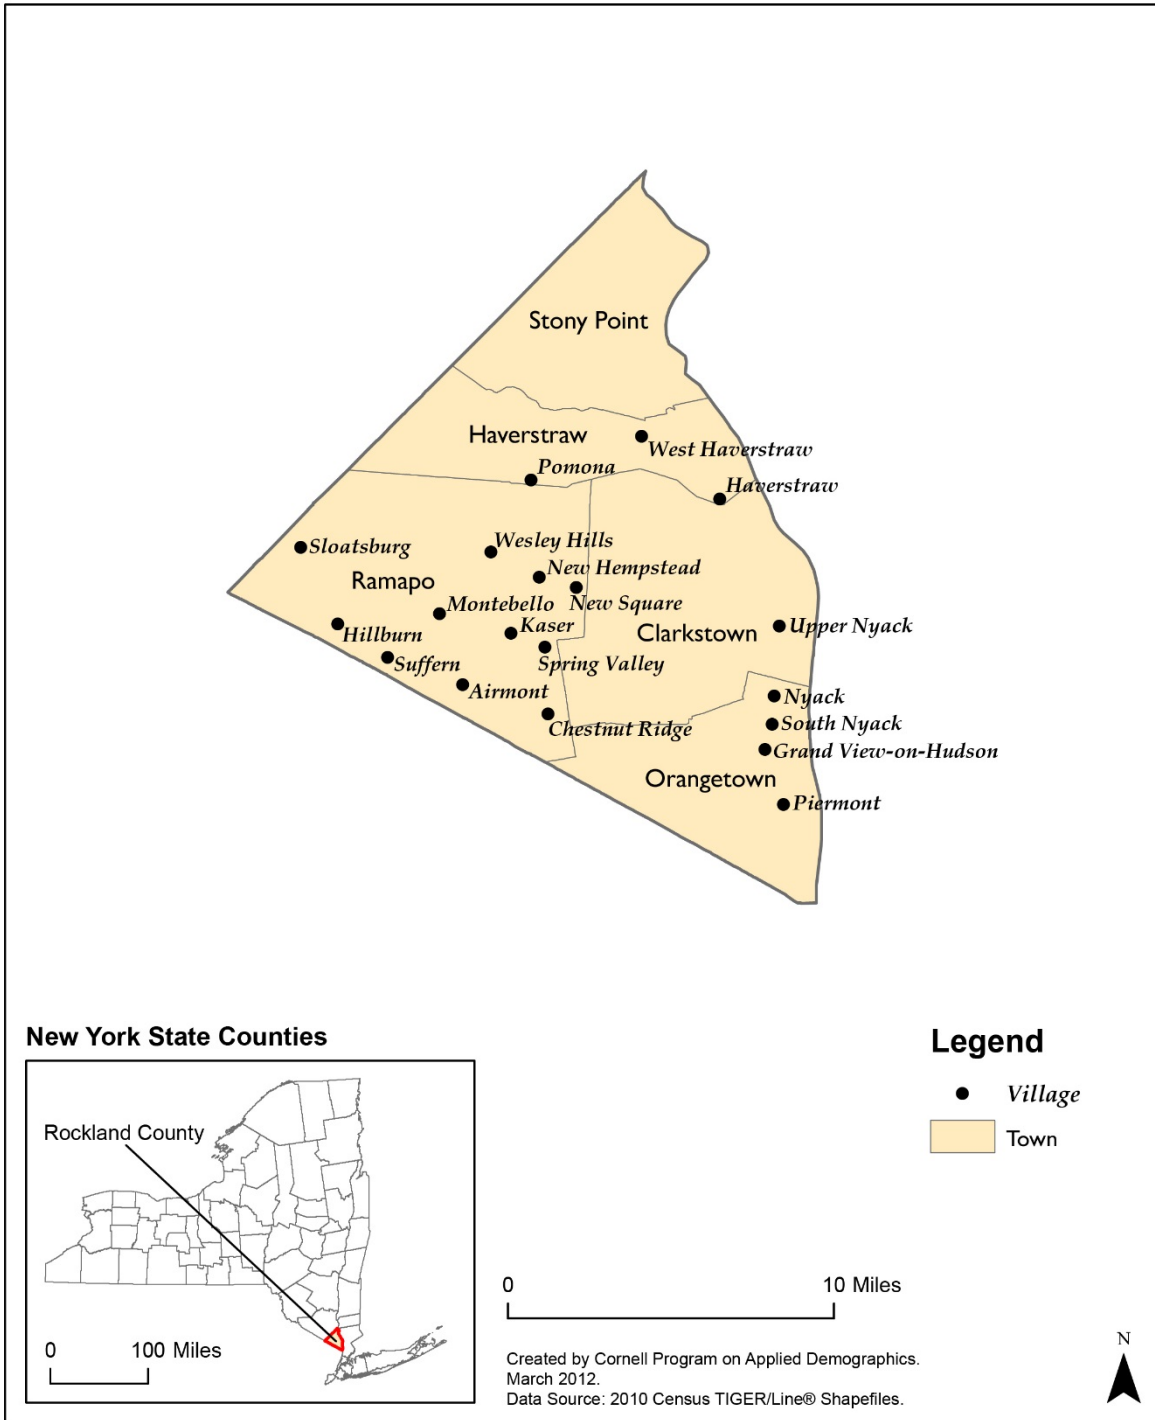 Stony Point
Haverstraw
West Haverstraw
Pomona
Haverstraw
Sloatsburg
Wesley Hills
New Hempstead
Ramapo
New Square
Montebello
Hillburn
Kaser
Clarkstown
Upper Nyack
Suffern
Spring Valley
Airmont
Nyack
Chestnut Ridge
South Nyack
Grand View-on-Hudson
Orangetown
Piermont
New York State Counties
Rockland County
0 100 Miles
Legend
Village
Town
0 10 Miles
Created by Cornell Program on Applied Demographics.
March 2012.
Data Source: 2010 Census TIGER/Line® Shapefiles.
N